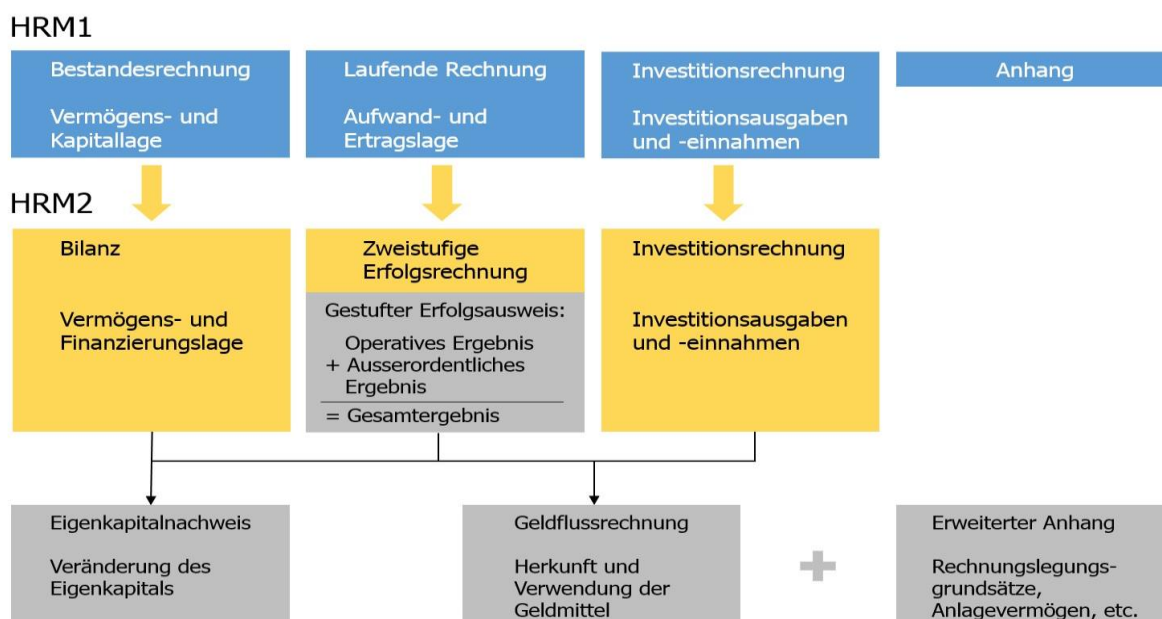 HRM1
Bestandesrechnung
Vermögens- und
Kapitallage
Laufende Rechnung
Aufwand- und
Ertragslage
Investitionsrechnung
Investitionsausgaben
und -einnahmen
Anhang
HRM2
Bilanz
Vermögens- und
Finanzierungslage
Zweistufige
Erfolgsrechnung
Gestufter Erfolgsausweis:
Operatives Ergebnis
+ Ausserordentliches
Ergebnis
= Gesamtergebnis
Investitionsrechnung
Investitionsausgaben
und -einnahmen
Eigenkapitalnachweis
Veränderung des
Eigenkapitals
Geldflussrechnung
Herkunft und
Verwendung der
Geldmittel
+
Erweiterter Anhang
Rechnungslegungs-
grundsätze,
Anlagevermögen, etc.